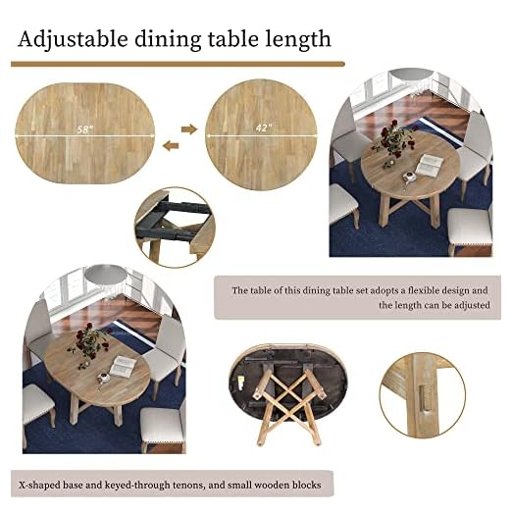 Adjustable dining table length
58"
42"
The table of this dining table set adopts a flexible design and
the length can be adjusted
X-shaped base and keyed-through tenons, and small wooden blocks